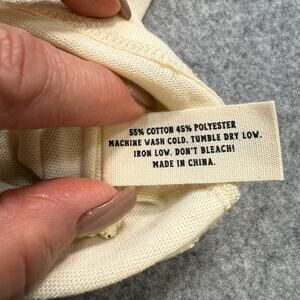 55% COTTON 45% POLYESTER
MACHINE WASH COLD. TUMBLE DRY LOW.
IRON LOW. DON'T BLEACH!
MADE IN CHINA.